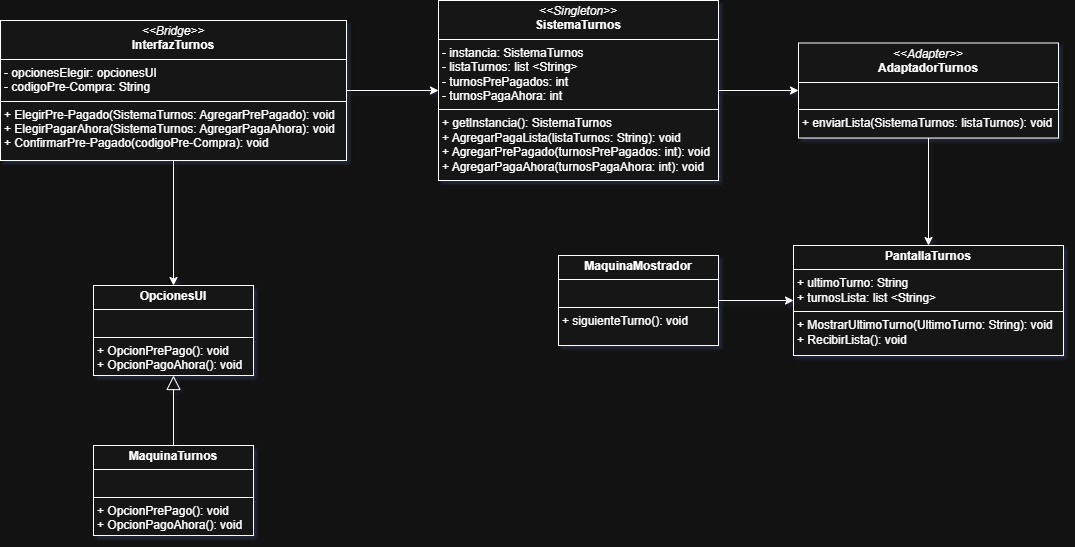 <<Bridge>>
InterfazTurnos
- opcionesElegir: opcionesUI
- codigoPre-Compra: String
+ ElegirPre-Pagado(SistemaTurnos: AgregarPrePagado): void
+ ElegirPagarAhora(SistemaTurnos: AgregarPagaAhora): void
+ ConfirmarPre-Pagado(codigoPre-Compra): void
<<Singleton>>
SistemaTurnos
- instancia: SistemaTurnos
- listaTurnos: list <String>
- turnosPrePagados: int
- turnosPagaAhora: int
+ getInstancia(): SistemaTurnos
+ AgregarPagaLista(listaTurnos: String): void
+ AgregarPrePagado(turnosPrePagados: int): void
+ AgregarPagaAhora(turnosPagaAhora: int): void
<<Adapter>>
AdaptadorTurnos
+ enviarLista(SistemaTurnos: listaTurnos): void
OpcionesUI
+ OpcionPrePago(): void
+ OpcionPagoAhora(): void
MaquinaMostrador
+ siguienteTurno(): void
PantallaTurnos
+ ultimoTurno: String
+ turnosLista: list <String>
+ MostrarUltimoTurno(UltimoTurno: String): void
+ RecibirLista(): void
MaquinaTurnos
+ OpcionPrePago(): void
+ OpcionPagoAhora(): void